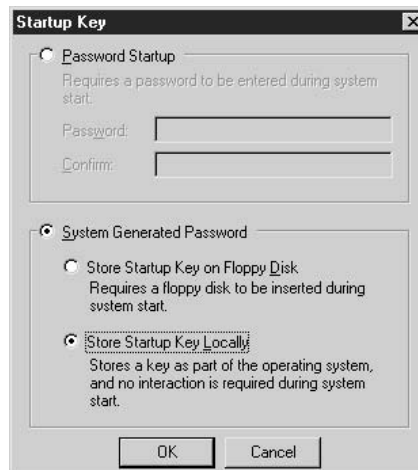 Startup Key
Password Startup
Requires a password to be entered during system
start.
Password:
Confirm:
System Generated Password
Store Startup Key on Floppy Disk
Requires a floppy disk to be inserted during
system start.
Store Startup Key Locally
Stores a key as part of the operating system,
and no interaction is required during system
start.
OK Cancel